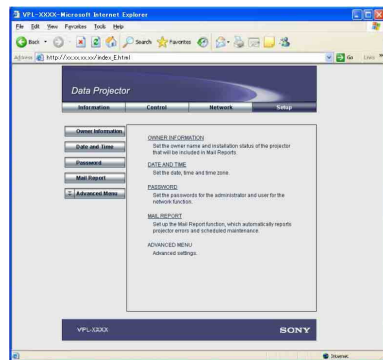 VPL-XXXX-Microsoft Internet Explorer
File Edit View Favorites Tools Help
Back Search Favorites
Address http://xx.xx.xx.xx/index_E.html Go Links »
Data Projector
Information Control Network Setup
Owner Information
Date and Time
Password
Mail Report
Advanced Menu
OWNER INFORMATION
Set the owner name and installation status of the projector
that will be included in Mail Reports.
DATE AND TIME
Set the date, time and time zone.
PASSWORD
Set the passwords for the administrator and user for the
network function.
MAIL REPORT
Set up the Mail Report function, which automatically reports
projector errors and scheduled maintenance.
ADVANCED MENU
Advanced settings.
VPL-XXXX SONY
Internet